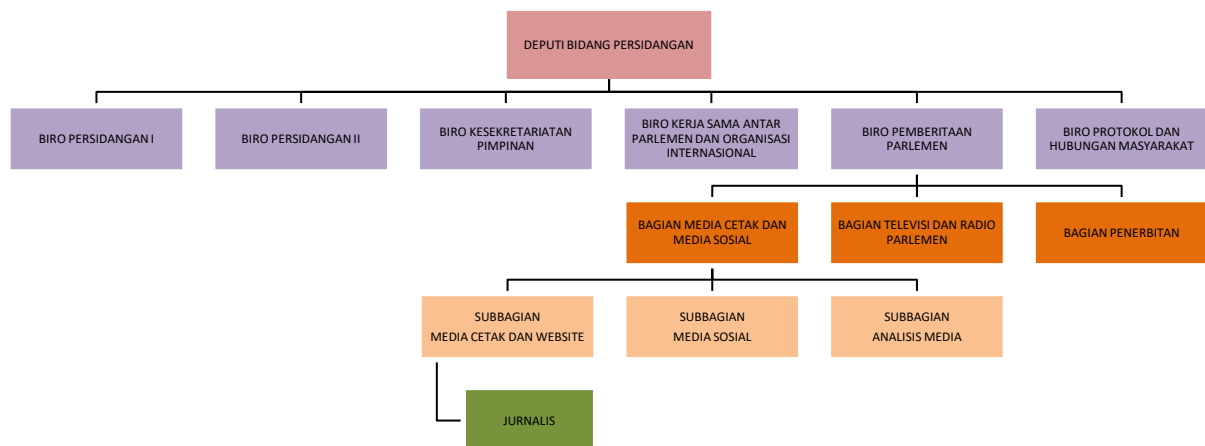 DEPUTI BIDANG PERSIDANGAN
BIRO PERSIDANGAN I
BIRO PERSIDANGAN II
BIRO KESEKRETARIATAN
PIMPINAN
BIRO KERJA SAMA ANTAR
PARLEMEN DAN ORGANISASI
INTERNASIONAL
BIRO PEMBERITAAN
PARLEMEN
BIRO PROTOKOL DAN
HUBUNGAN MASYARAKAT
BAGIAN MEDIA CETAK DAN
MEDIA SOSIAL
BAGIAN TELEVISI DAN RADIO
PARLEMEN
BAGIAN PENERBITAN
SUBBAGIAN
MEDIA CETAK DAN WEBSITE
SUBBAGIAN
MEDIA SOSIAL
SUBBAGIAN
ANALISIS MEDIA
JURNALIS